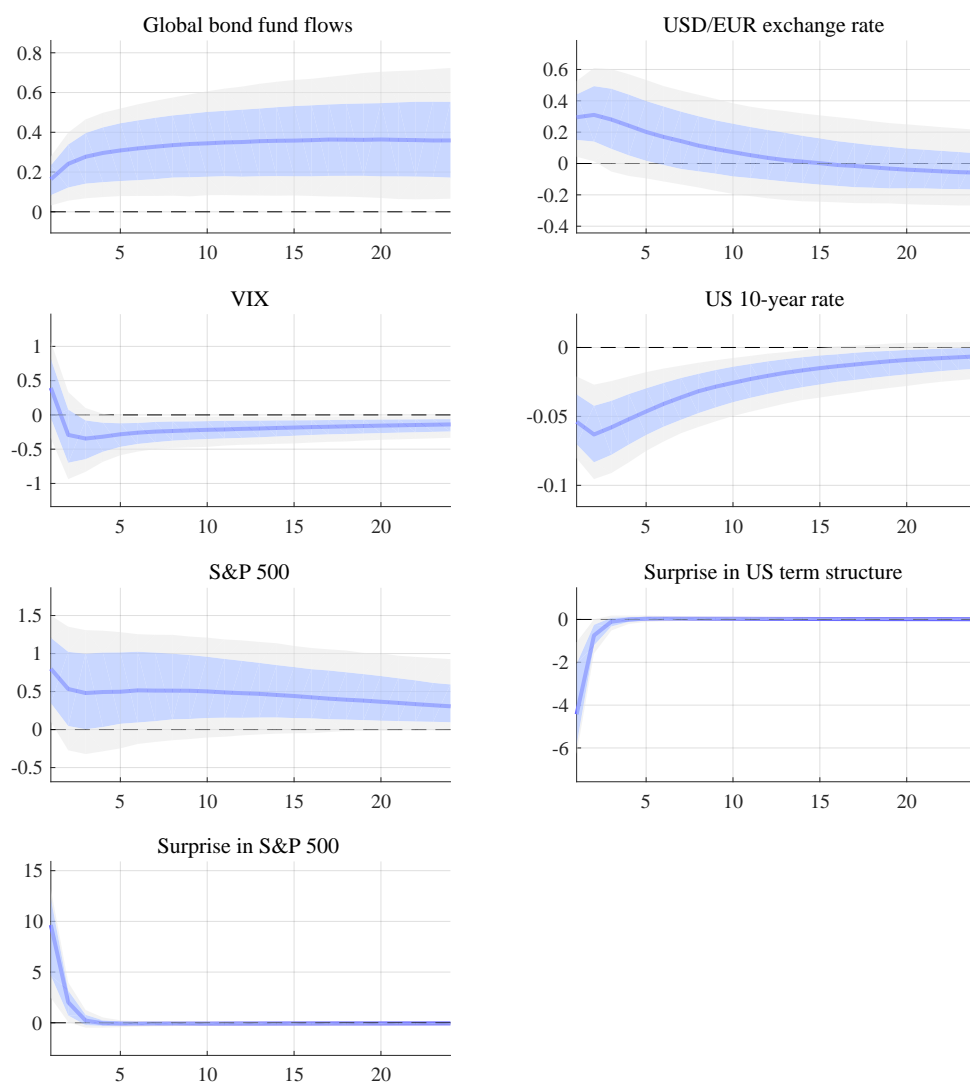 Global bond fund flows
0.8
0.6
0.4
0.2
0
5 10 15 20
USD/EUR exchange rate
0.6
0.4
0.2
0
-0.2
-0.4
5 10 15 20
VIX
1
0.5
0
-0.5
-1
5 10 15 20
US 10-year rate
0
-0.05
-0.1
5 10 15 20
S&P 500
1.5
1
0.5
0
-0.5
5 10 15 20
Surprise in US term structure
0
-2
-4
-6
5 10 15 20
Surprise in S&P 500
15
10
5
0
5 10 15 20